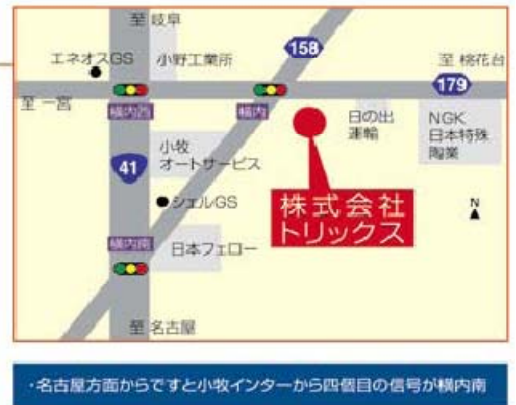 至 岐阜
エネオスGS
小野工業所
158
至 桃花台
179
至 一宮
横内25
横内
日の出
運輸
NGK
日本特殊
陶業
小牧
オートサービス
41
シェルGS
株式会社
トリックス
N
横内南
日本フェロー
至 名古屋
・名古屋方面からですと小牧インターから四個目の信号が横内南